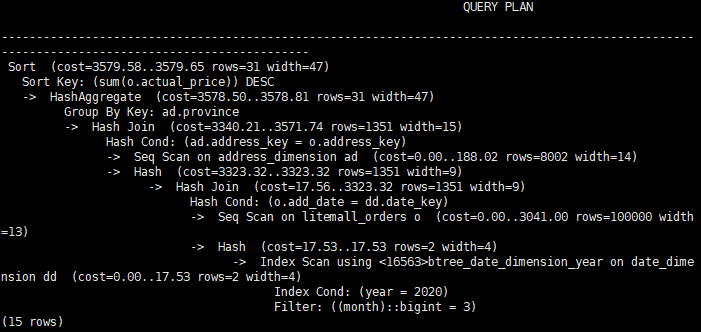 QUERY PLAN
----------------------------------------------------------------------------------------------------
--------------------------------------------
Sort  (cost=3579.58..3579.65 rows=31 width=47)
  Sort Key: (sum(o.actual_price)) DESC
  ->  HashAggregate  (cost=3578.50..3578.81 rows=31 width=47)
        Group By Key: ad.province
        ->  Hash Join  (cost=3340.21..3571.74 rows=1351 width=15)
              Hash Cond: (ad.address_key = o.address_key)
              ->  Seq Scan on address_dimension ad  (cost=0.00..188.02 rows=8002 width=14)
              ->  Hash  (cost=3323.32..3323.32 rows=1351 width=9)
                    ->  Hash Join  (cost=17.56..3323.32 rows=1351 width=9)
                          Hash Cond: (o.add_date = dd.date_key)
                          ->  Seq Scan on litemall_orders o  (cost=0.00..3041.00 rows=100000 width
=13)
                          ->  Hash  (cost=17.53..17.53 rows=2 width=4)
                                ->  Index Scan using <16563>btree_date_dimension_year on date_dime
nsion dd  (cost=0.00..17.53 rows=2 width=4)
                                      Index Cond: (year = 2020)
                                      Filter: ((month)::bigint = 3)
(15 rows)